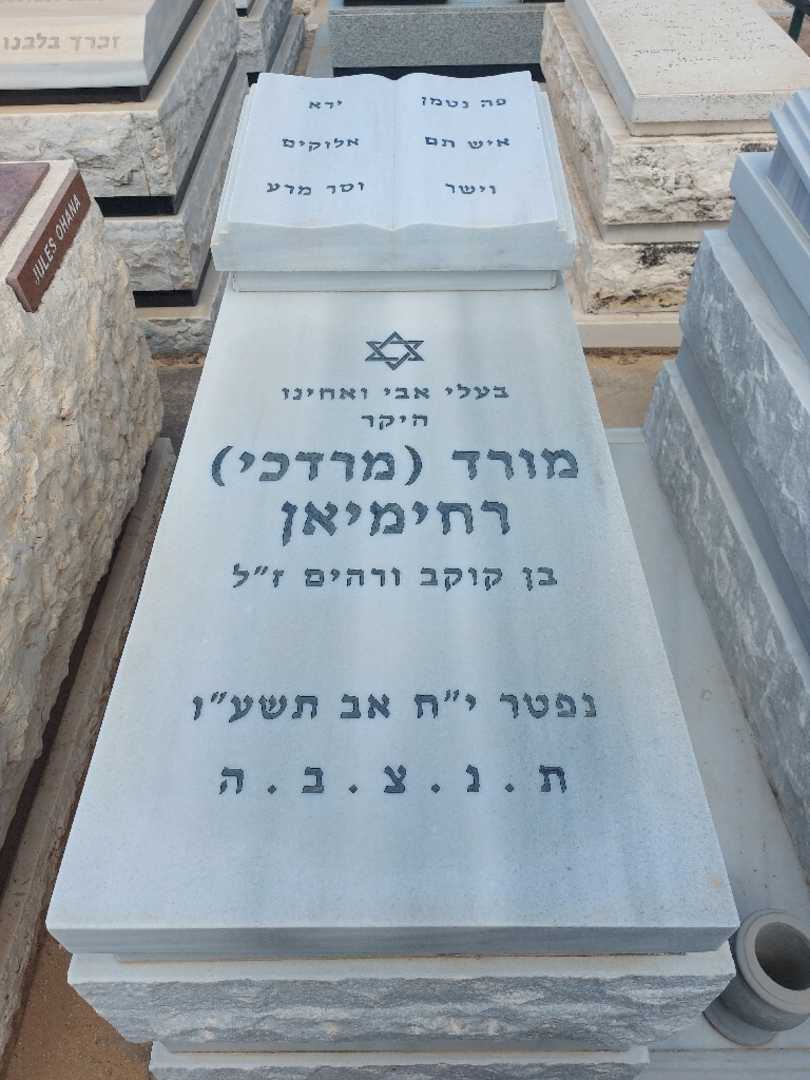 זכרך בלבנו
JULES OHANA
פה נטמן
איש תם
וישר
ירא
אלוקים
וסר מרע
בעלי אבי ואחינו
היקר
מורד (מרדכי)
רחימיאן
בן קוקב ורהים ז"ל
נפטר י"ח אב תשע"ו
ת . נ . צ . ב . ה